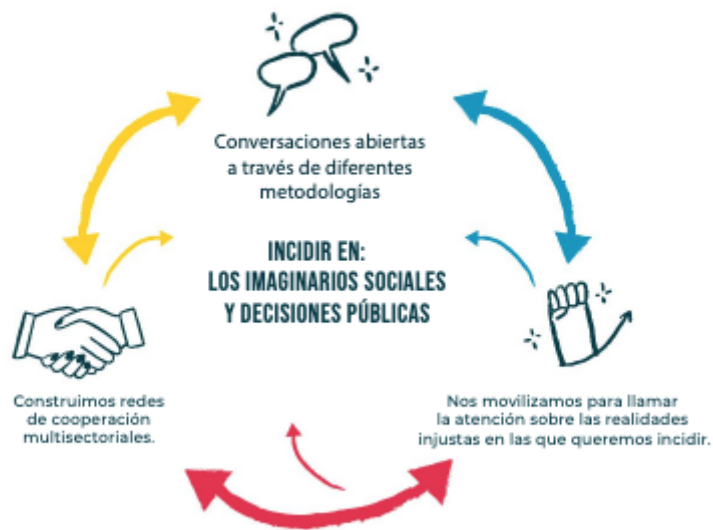 Conversaciones abiertas
a través de diferentes
metodologías
INCIDIR EN:
LOS IMAGINARIOS SOCIALES
Y DECISIONES PÚBLICAS
Construimos redes
de cooperación
multisectoriales.
Nos movilizamos para llamar
la atención sobre las realidades
injustas en las que queremos incidir.